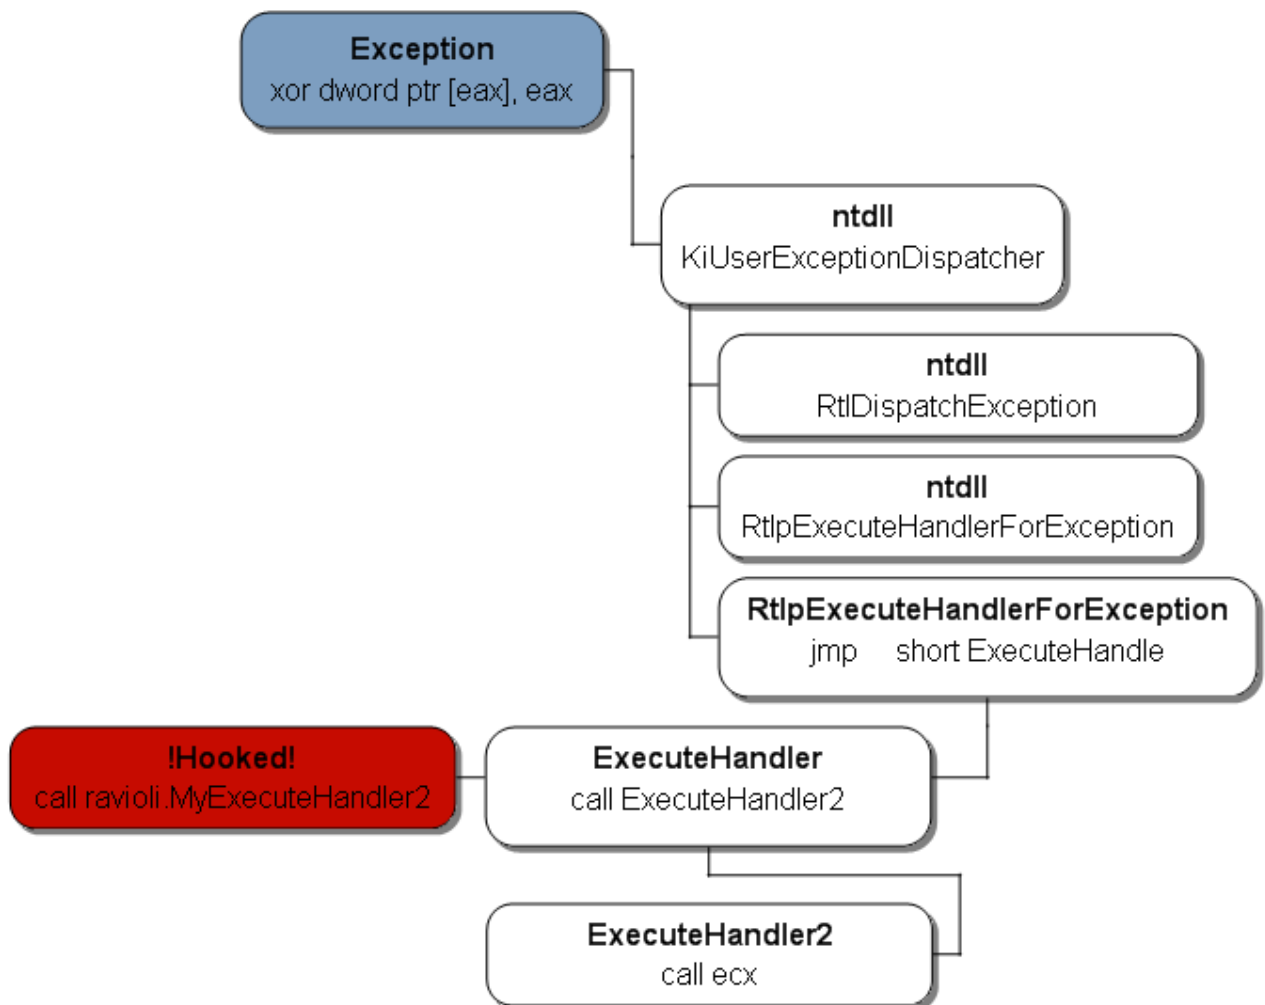 Exception
xor dword ptr [eax], eax
ntdll
KiUserExceptionDispatcher
ntdll
RtlDispatchException
ntdll
RtlpExecuteHandlerForException
RtlpExecuteHandlerForException
jmp short ExecuteHandle
!Hooked!
call ravioli.MyExecuteHandler2
ExecuteHandler
call ExecuteHandler2
ExecuteHandler2
call ecx